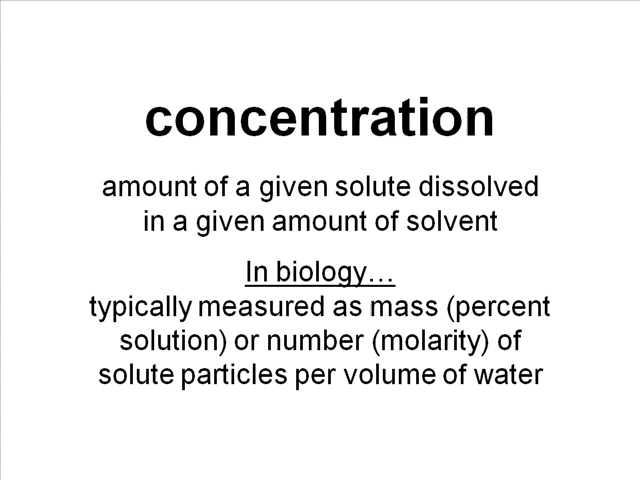 concentration
amount of a given solute dissolved
in a given amount of solvent
In biology…
typically measured as mass (percent
solution) or number (molarity) of
solute particles per volume of water